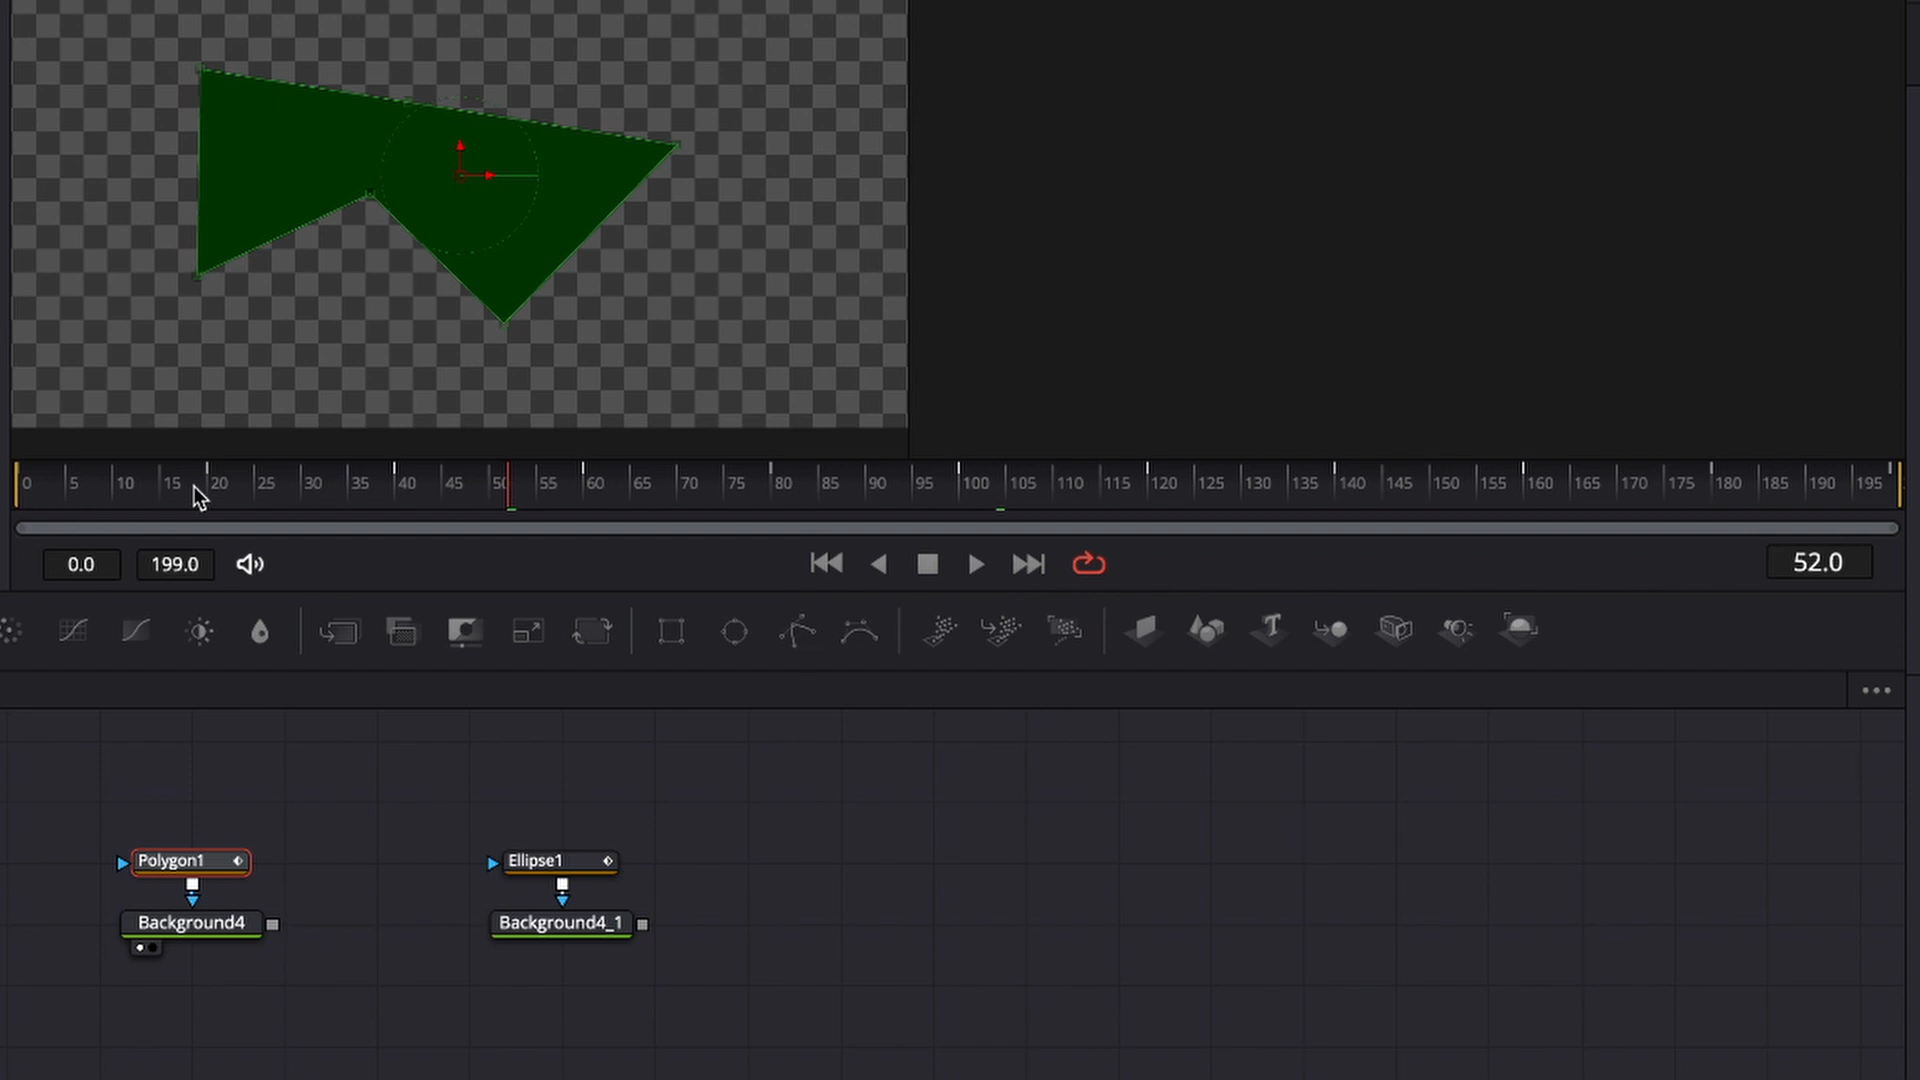 0 5 10 15 20 25 30 35 40 45 50 55 60 65 70 75 80 85 90 95 100 105 110 115 120 125 130 135 140 145 150 155 160 165 170 175 180 185 190 195
0.0 199.0 52.0
Polygon1 Ellipse1
Background4 Background4_1